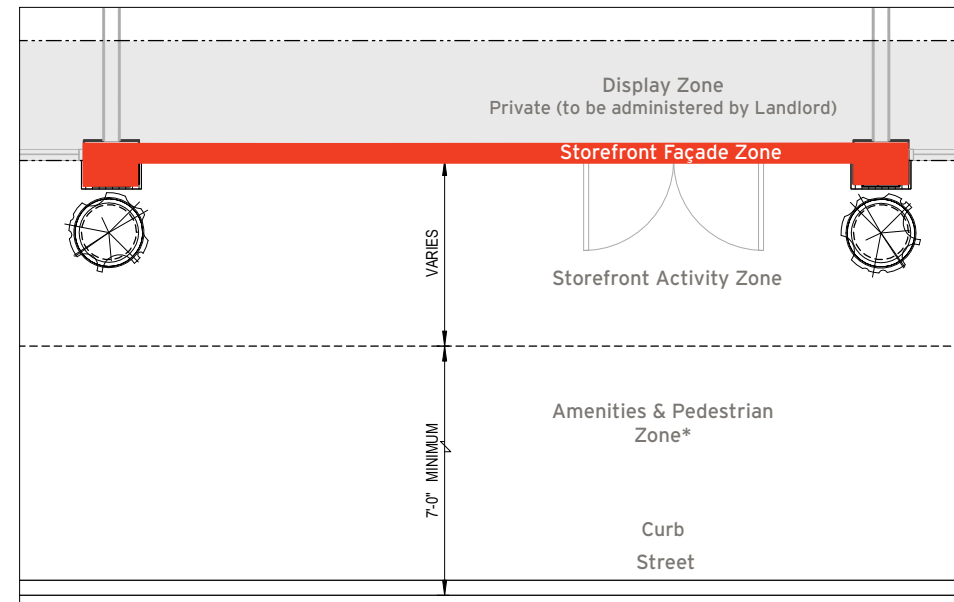 Display Zone
Private (to be administered by Landlord)
Storefront Façade Zone
VARIES
Storefront Activity Zone
7'-0" MINIMUM
Amenities & Pedestrian
Zone*
Curb
Street